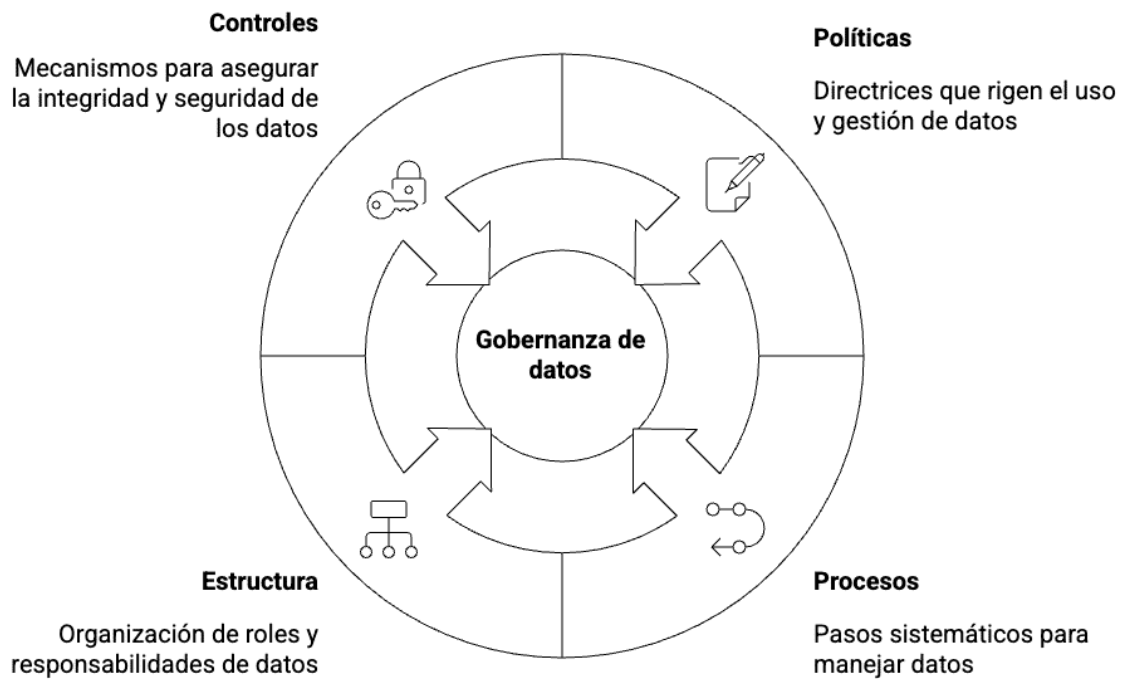 Controles
Mecanismos para asegurar
la integridad y seguridad de
los datos
Políticas
Directrices que rigen el uso
y gestión de datos
Gobernanza de
datos
Estructura
Organización de roles y
responsabilidades de datos
Procesos
Pasos sistemáticos para
manejar datos